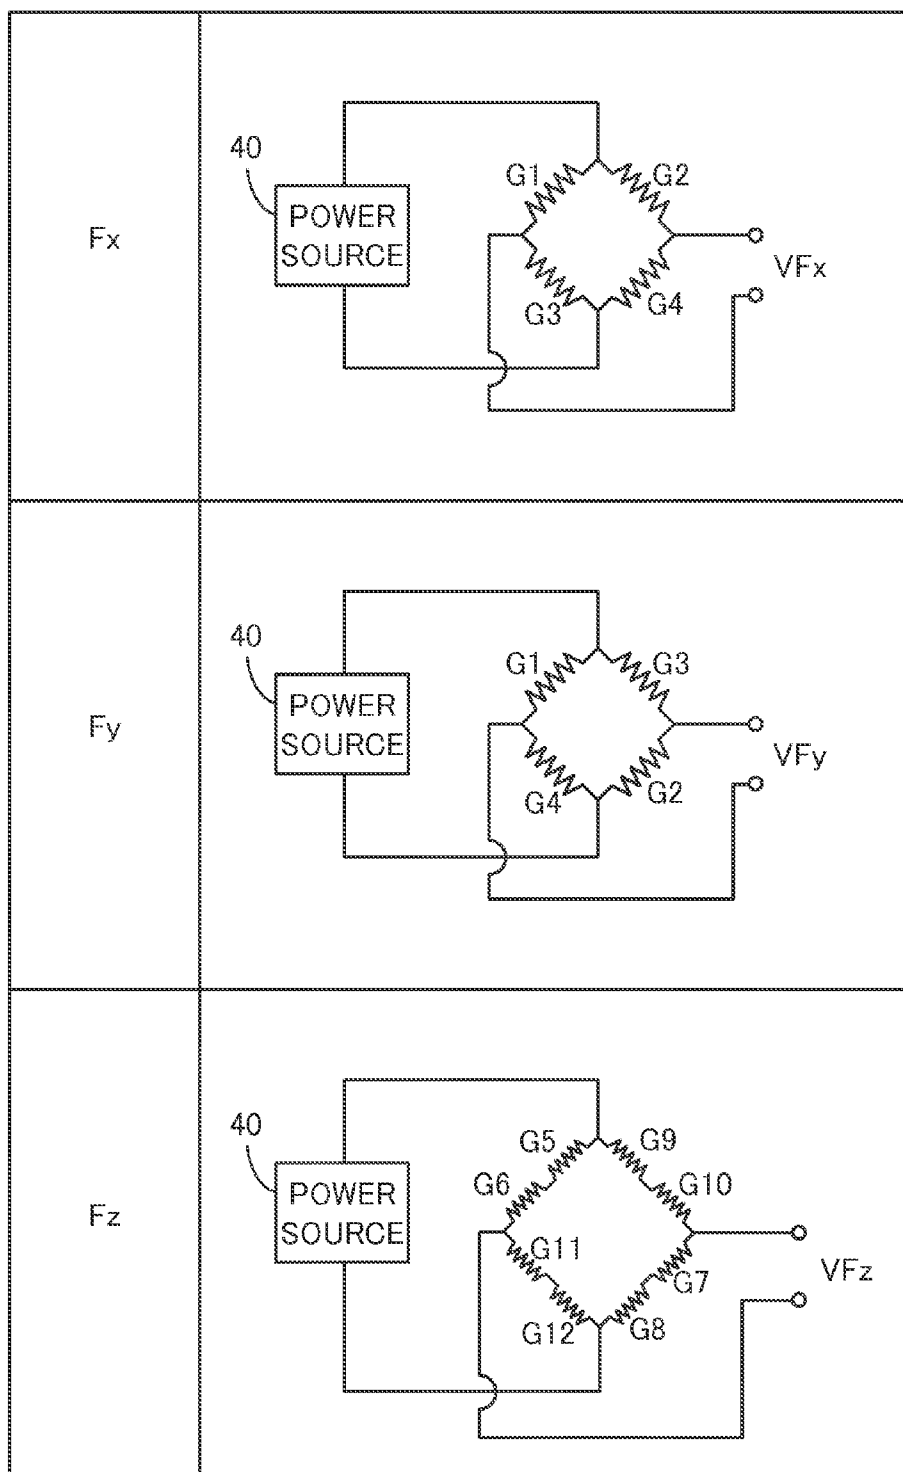 Fx
40
POWER
SOURCE
G1
G2
G3
G4
VFx
Fy
40
POWER
SOURCE
G1
G3
G4
G2
VFy
Fz
40
POWER
SOURCE
G5
G9
G6
G10
G11
G7
G12
G8
VFz